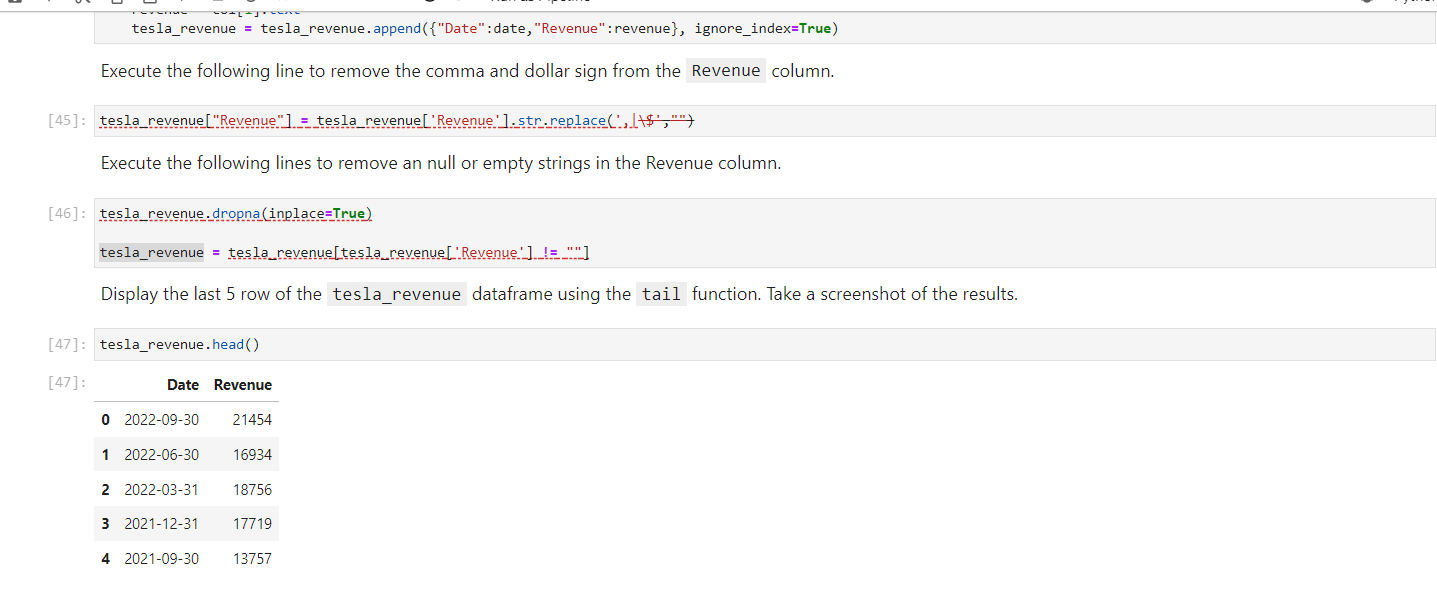 tesla_revenue = tesla_revenue.append({"Date":date,"Revenue":revenue}, ignore_index=True)
Execute the following line to remove the comma and dollar sign from the Revenue column.
[45]: tesla_revenue["Revenue"] = tesla_revenue['Revenue'].str.replace(',|\$',"")
Execute the following lines to remove an null or empty strings in the Revenue column.
[46]: tesla_revenue.dropna(inplace=True)
tesla_revenue = tesla_revenue[tesla_revenue['Revenue'] != ""]
Display the last 5 row of the tesla_revenue dataframe using the tail function. Take a screenshot of the results.
[47]: tesla_revenue.head()
[47]:
Date Revenue
0 2022-09-30 21454
1 2022-06-30 16934
2 2022-03-31 18756
3 2021-12-31 17719
4 2021-09-30 13757